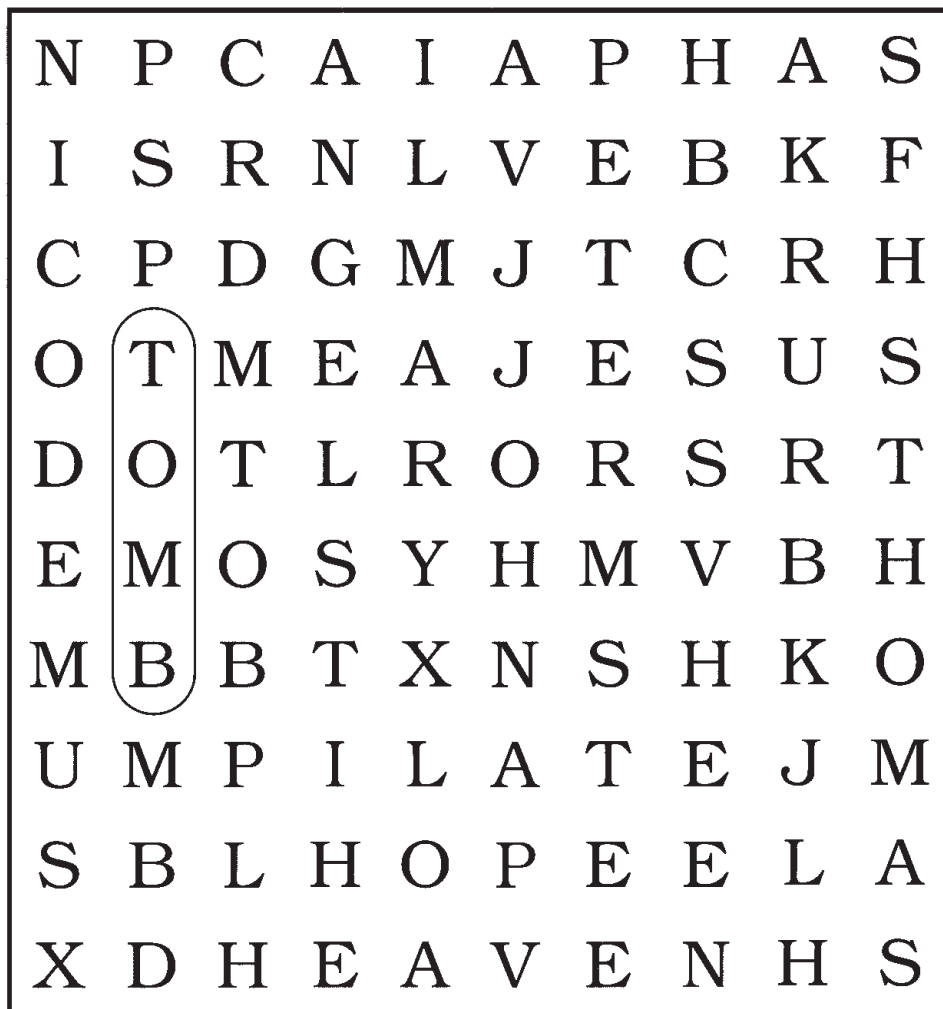 N P C A I A P H A S
I S R N L V E B K F
C P D G M J T C R H
O T M E A J E S U S
D O T L R O R S R T
E M O S Y H M V B H
M B B T X N S H K O
U M P I L A T E J M
S B L H O P E E L A
X D H E A V E N H S